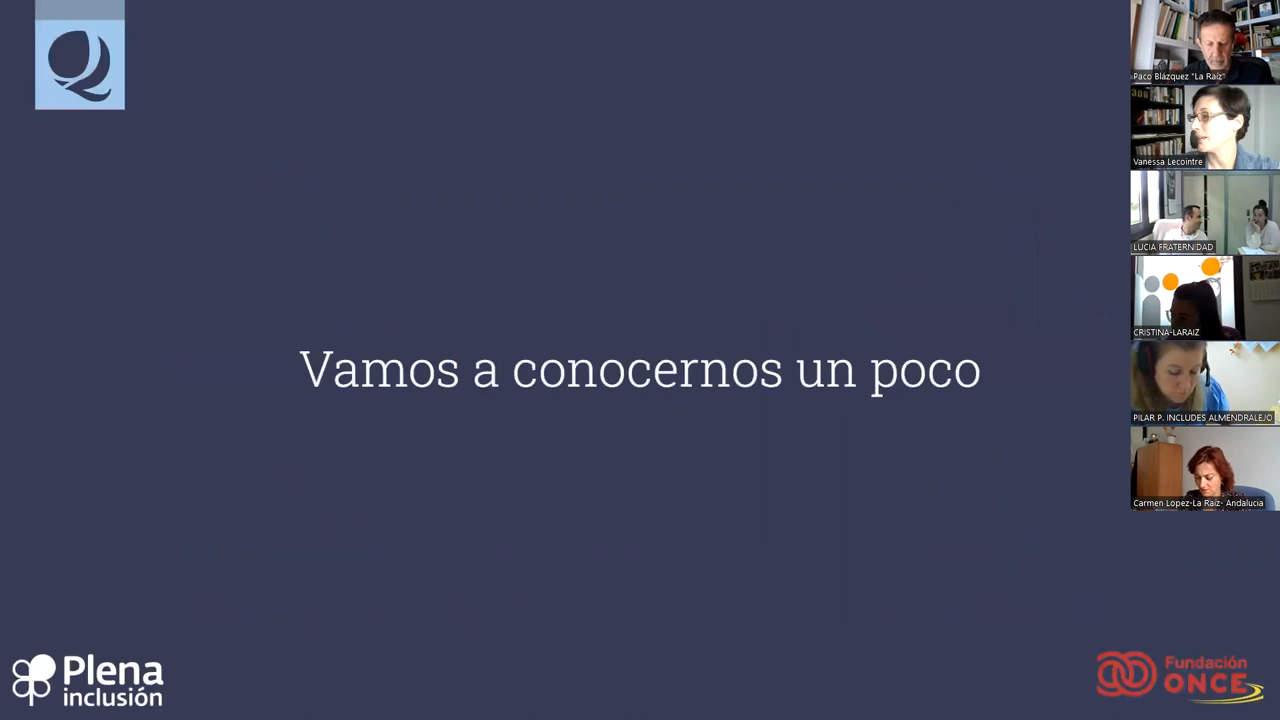 Vamos a conocernos un poco
Plena
inclusión
Fundación
ONCE
Paco Blázquez "La Raíz"
Vanessa Lecointre
LUCIA FRATERNIDAD
CRISTINA-LARAIZ
PILAR P. INCLUDES ALMENDRALEJO
Carmen Lopez-La Raiz- Andalucia